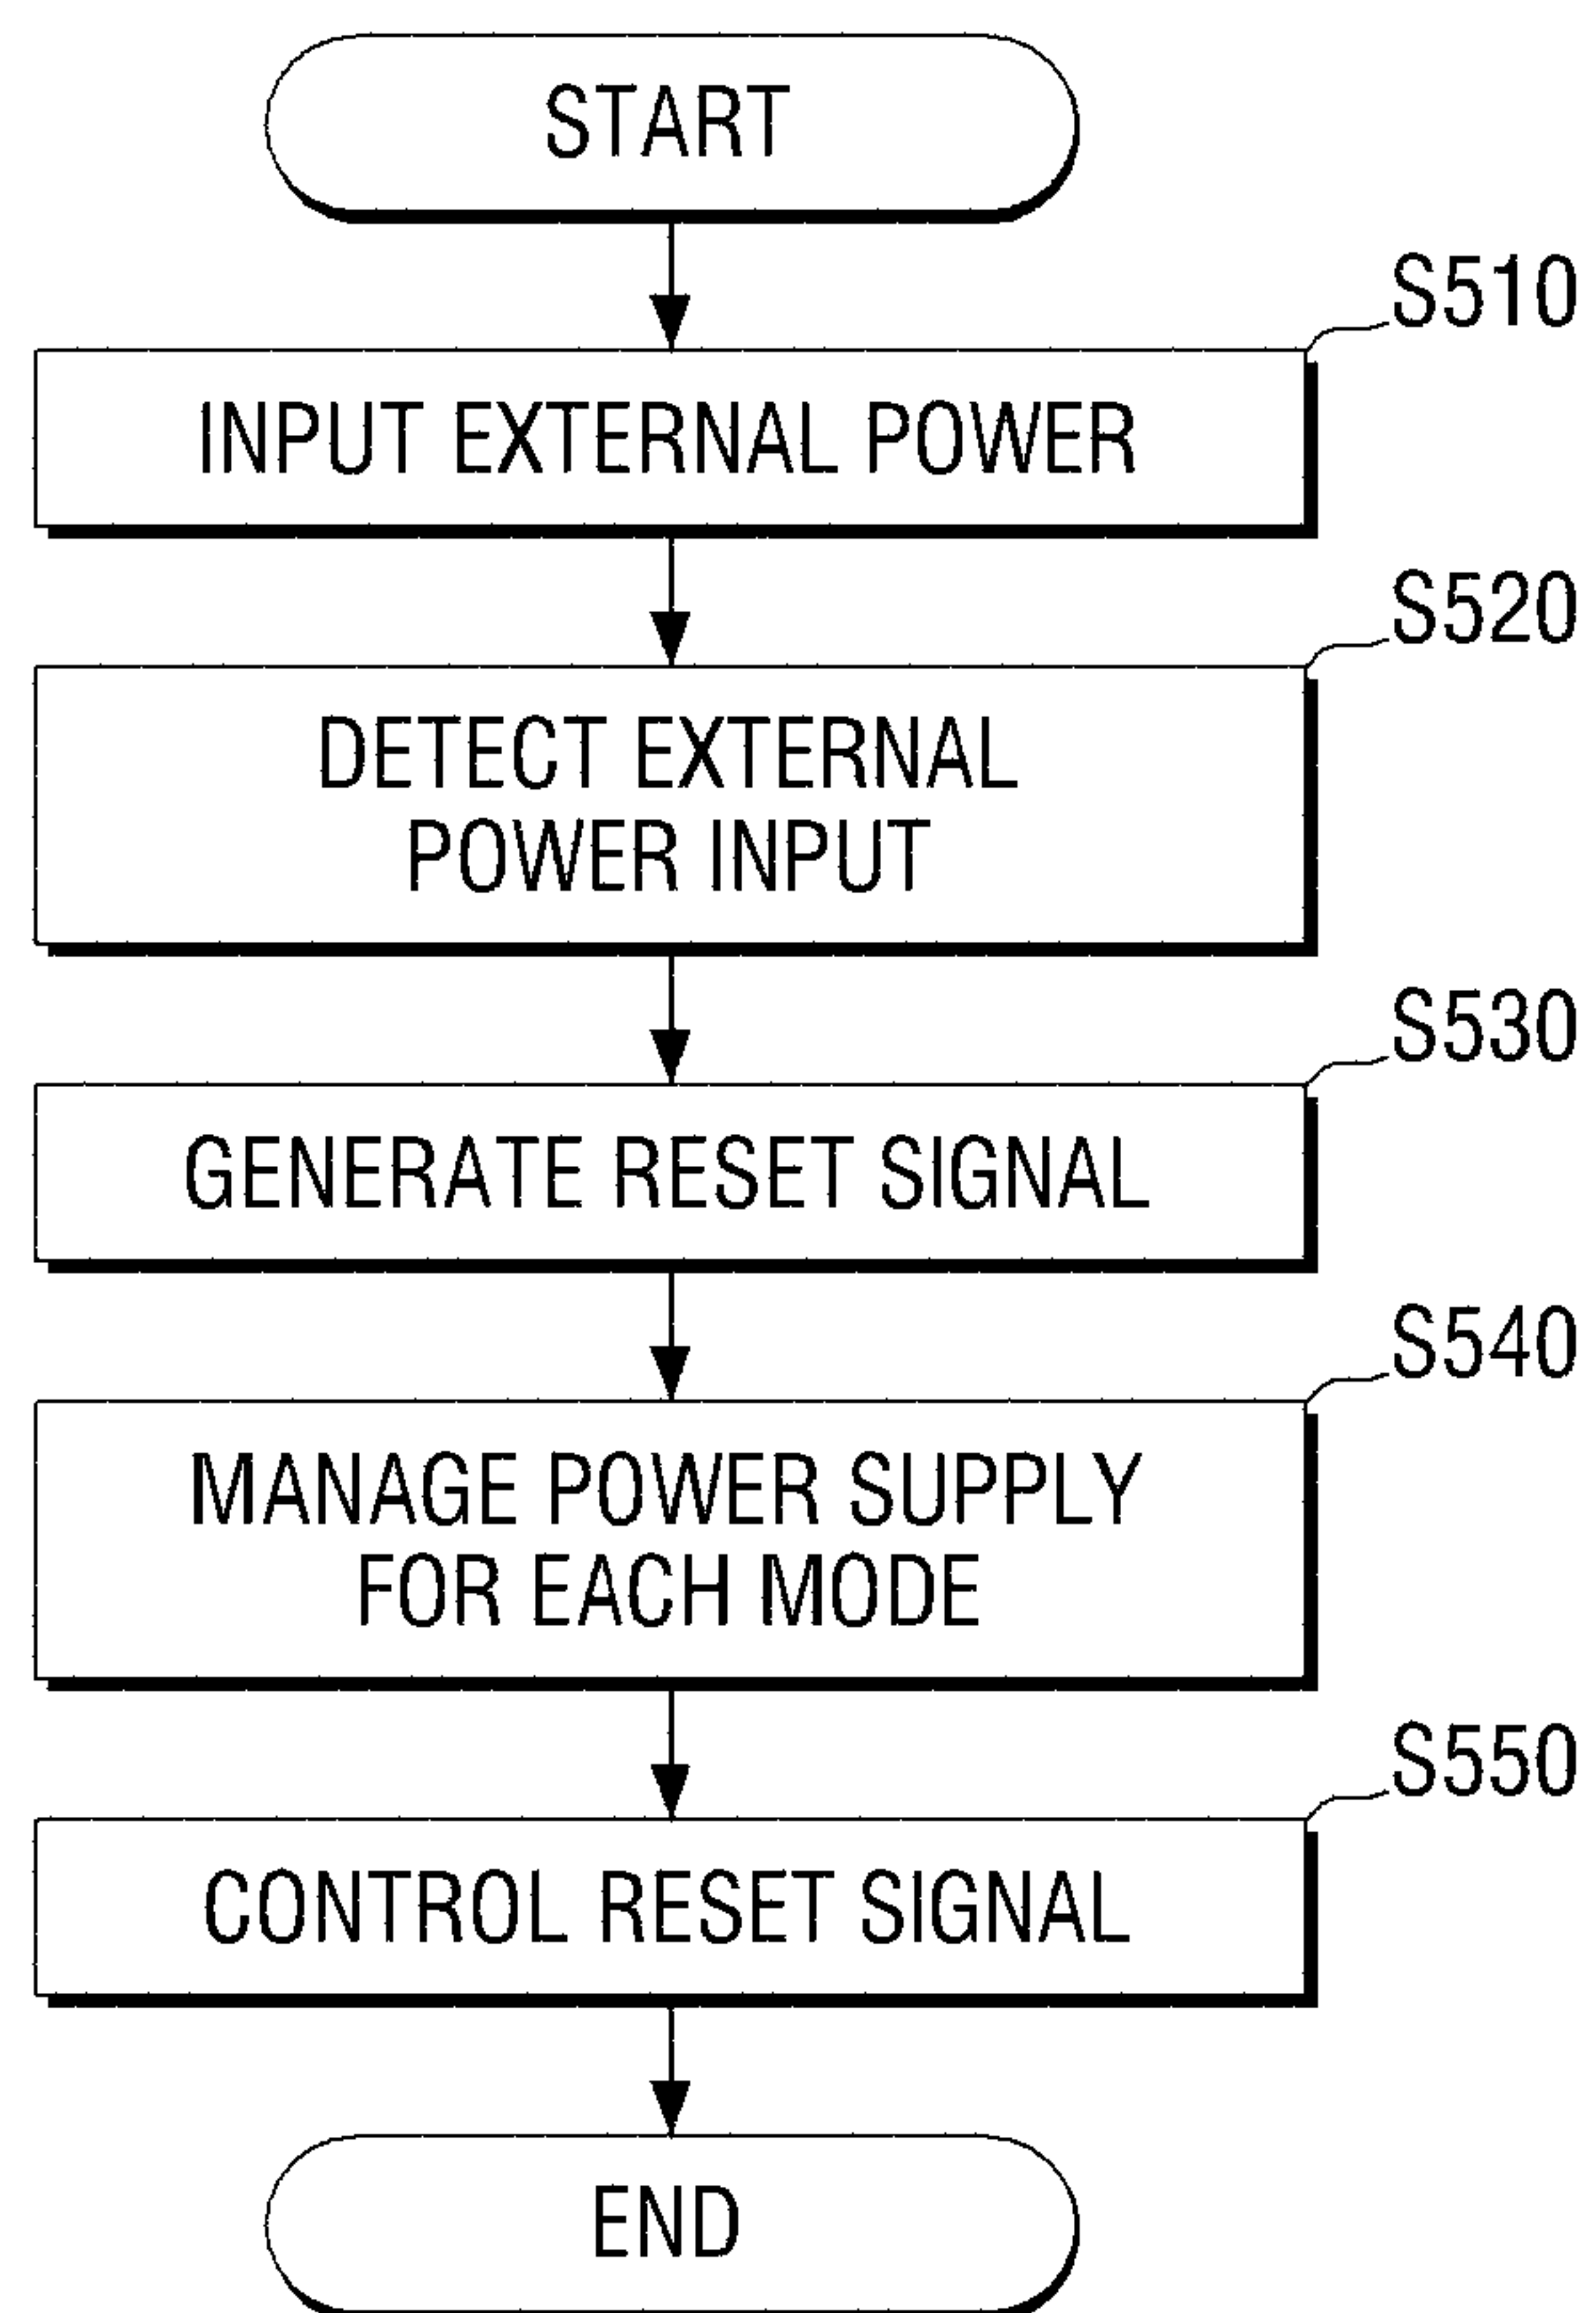 START
S510
INPUT EXTERNAL POWER
S520
DETECT EXTERNAL
POWER INPUT
S530
GENERATE RESET SIGNAL
S540
MANAGE POWER SUPPLY
FOR EACH MODE
S550
CONTROL RESET SIGNAL
END